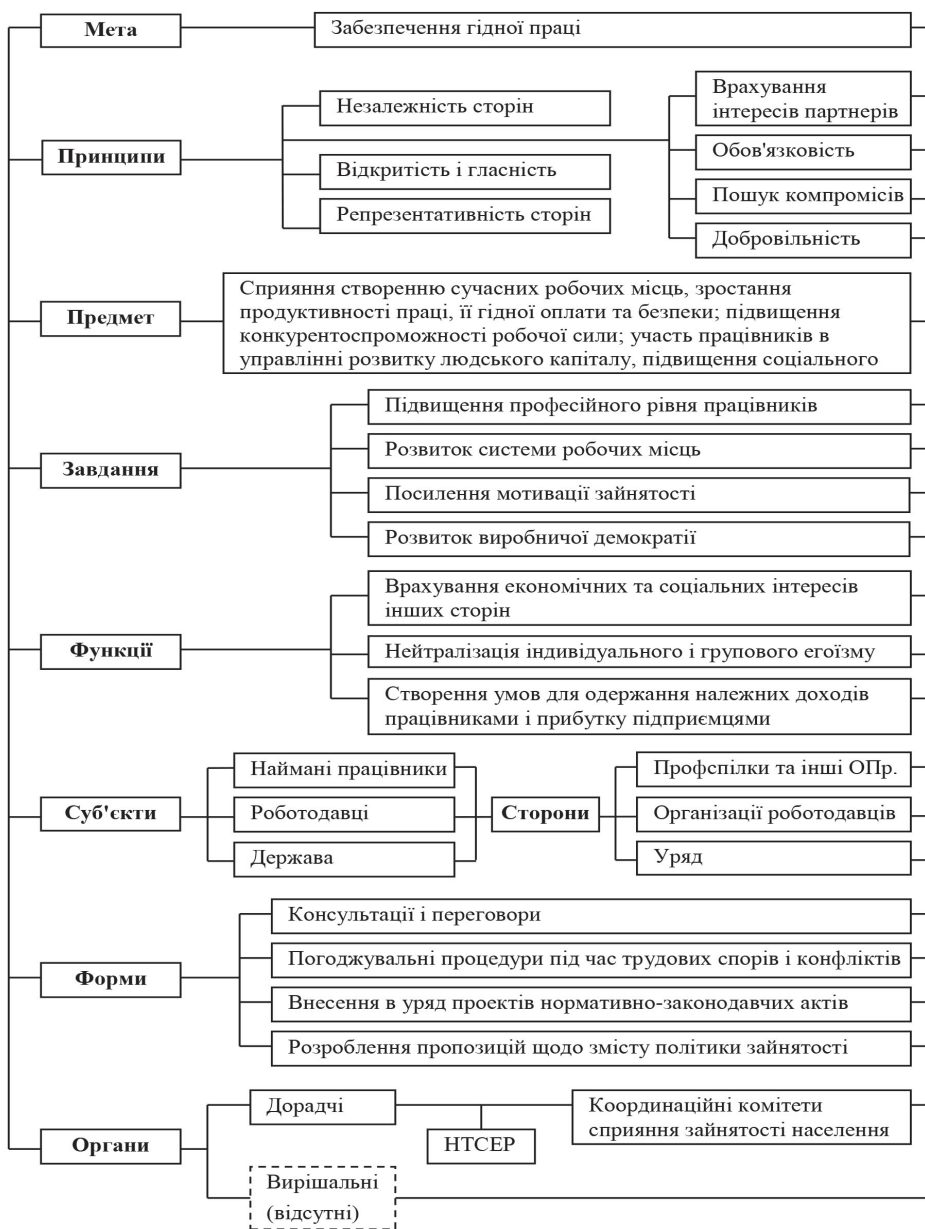 Мета
Забезпечення гідної праці
Принципи
Незалежність сторін
Відкритість і гласність
Репрезентативність сторін
Врахування
інтересів партнерів
Обов'язковість
Пошук компромісів
Добровільність
Предмет
Сприяння створенню сучасних робочих місць, зростання
продуктивності праці, її гідної оплати та безпеки; підвищення
конкурентоспроможності робочої сили; участь працівників в
управлінні розвитку людського капіталу, підвищення соціального
Завдання
Підвищення професійного рівня працівників
Розвиток системи робочих місць
Посилення мотивації зайнятості
Розвиток виробничої демократії
Функції
Врахування економічних та соціальних інтересів
інших сторін
Нейтралізація індивідуального і групового егоїзму
Створення умов для одержання належних доходів
працівниками і прибутку підприємцями
Суб'єкти
Наймані працівники
Роботодавці
Держава
Сторони
Профспілки та інші ОПр.
Організації роботодавців
Уряд
Форми
Консультації і переговори
Погоджувальні процедури під час трудових спорів і конфліктів
Внесення в уряд проектів нормативно-законодавчих актів
Розроблення пропозицій щодо змісту політики зайнятості
Органи
Дорадчі
НТСЕР
Координаційні комітети
сприяння зайнятості населення
Вирішальні
(відсутні)